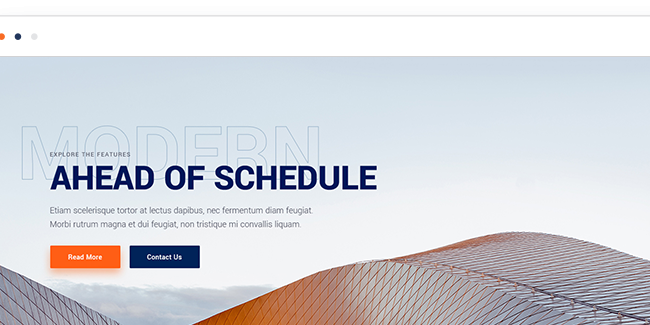 MODERN
EXPLORE THE FEATURES
AHEAD OF SCHEDULE
Etiam scelerisque tortor at lectus dapibus, nec fermentum diam feugiat.
Morbi rutrum magna et dui feugiat, non tristique mi convallis liquam.
Read More
Contact Us